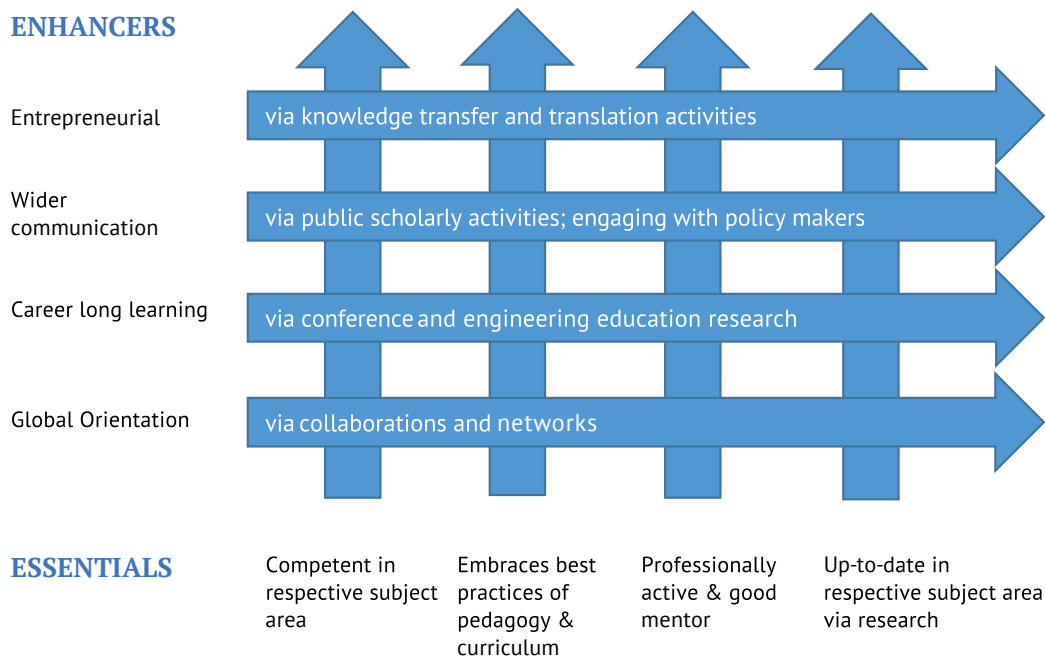 ENHANCERS
Entrepreneurial
via knowledge transfer and translation activities
Wider
communication
via public scholarly activities; engaging with policy makers
Career long learning
via conference and engineering education research
Global Orientation
via collaborations and networks
ESSENTIALS
Competent in
respective subject
area
Embraces best
practices of
pedagogy &
curriculum
Professionally
active & good
mentor
Up-to-date in
respective subject area
via research